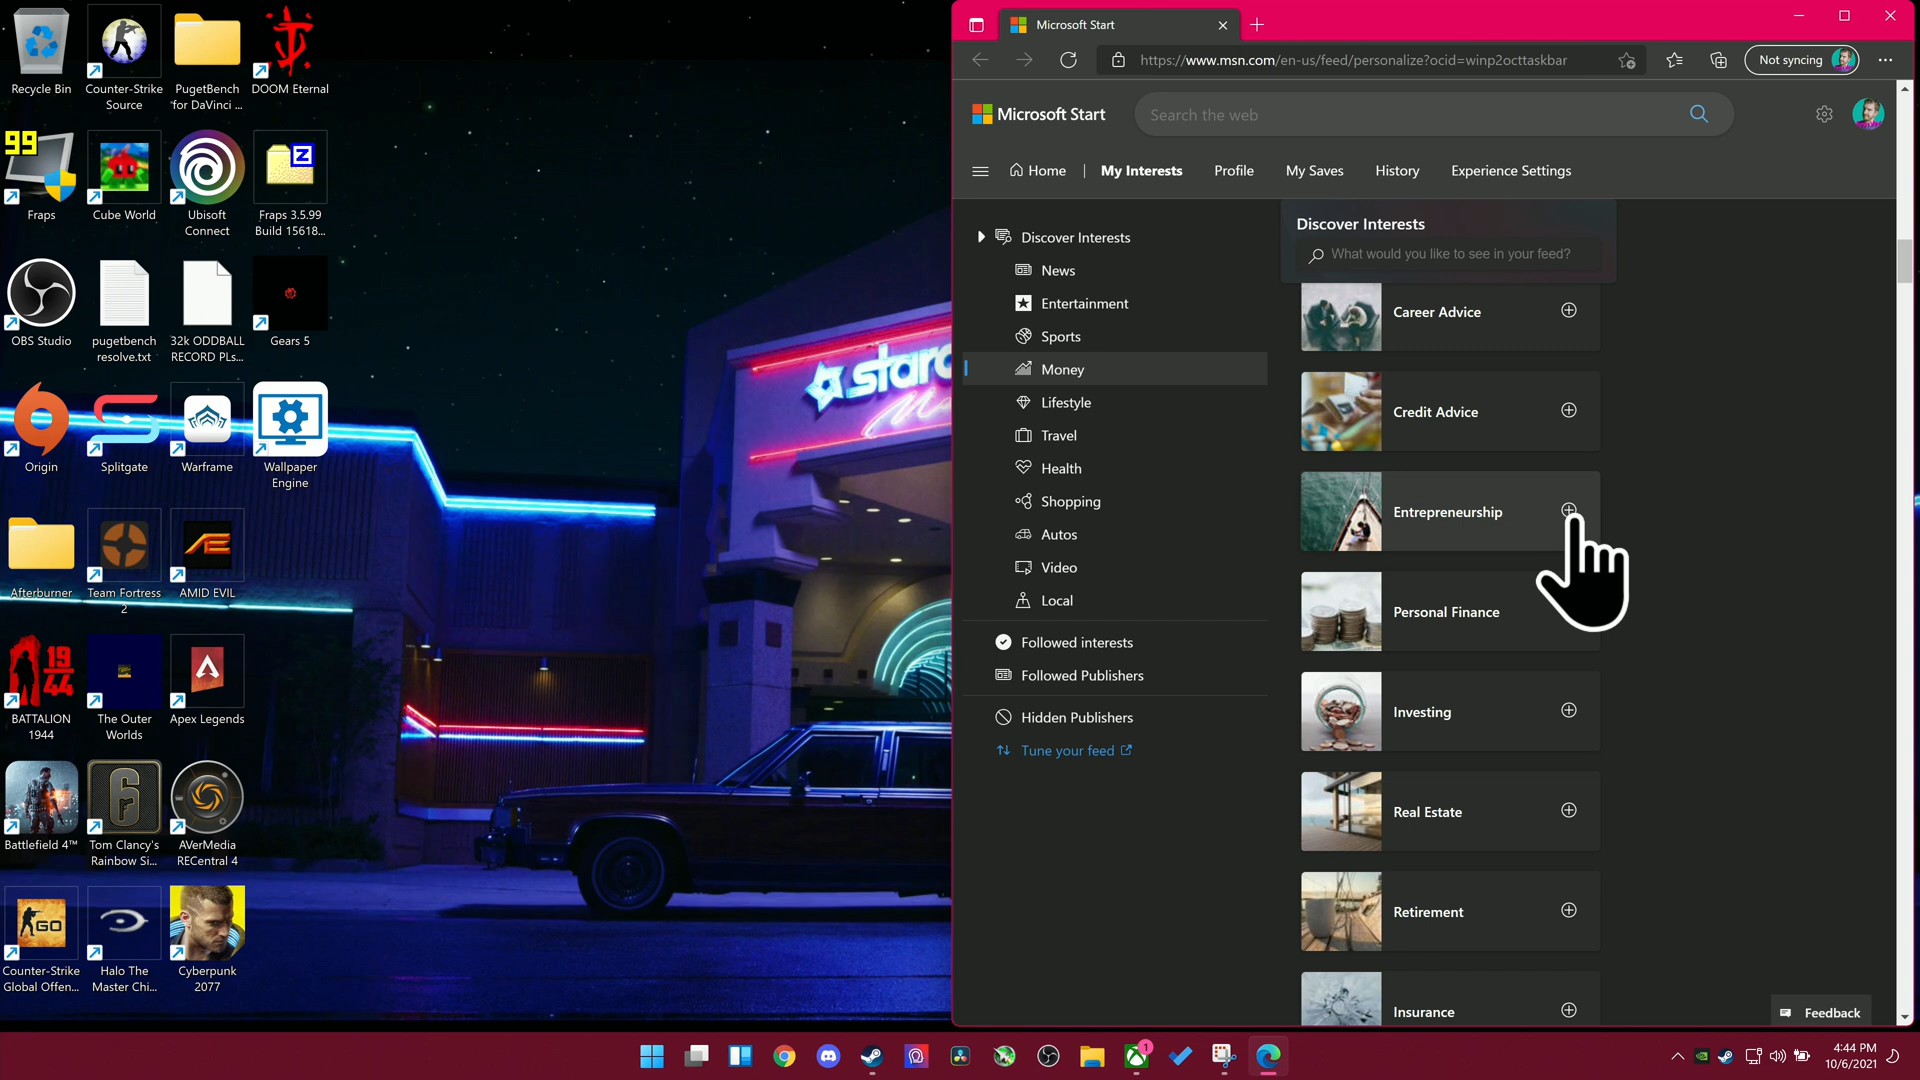 Recycle Bin
Counter-Strike
Source
PugetBench
for DaVinci ...
DOOM Eternal
99
Fraps
Cube World
Ubisoft
Connect
Z
Fraps 3.5.99
Build 15618...
OBS Studio
pugetbench
resolve.txt
32k ODDBALL
RECORD PLs...
Gears 5
Origin
Splitgate
Warframe
Wallpaper
Engine
Afterburner
Team Fortress
2
AMID EVIL
19
44
BATTALION
1944
The Outer
Worlds
Apex Legends
Battlefield 4™
6
Tom Clancy's
Rainbow Si...
AVerMedia
RECentral 4
GO
Counter-Strike
Global Offen...
Halo The
Master Chi...
Cyberpunk
2077
Microsoft Start
https://www.msn.com/en-us/feed/personalize?ocid=winp2octtaskbar
Not syncing
Microsoft Start
Search the web
Home | My Interests Profile My Saves History Experience Settings
Discover Interests
News
Entertainment
Sports
Money
Lifestyle
Travel
Health
Shopping
Autos
Video
Local
Followed interests
Followed Publishers
Hidden Publishers
Tune your feed
Discover Interests
What would you like to see in your feed?
Career Advice
Credit Advice
Entrepreneurship
Personal Finance
Investing
Real Estate
Retirement
Insurance
Feedback
1
4:44 PM
10/6/2021